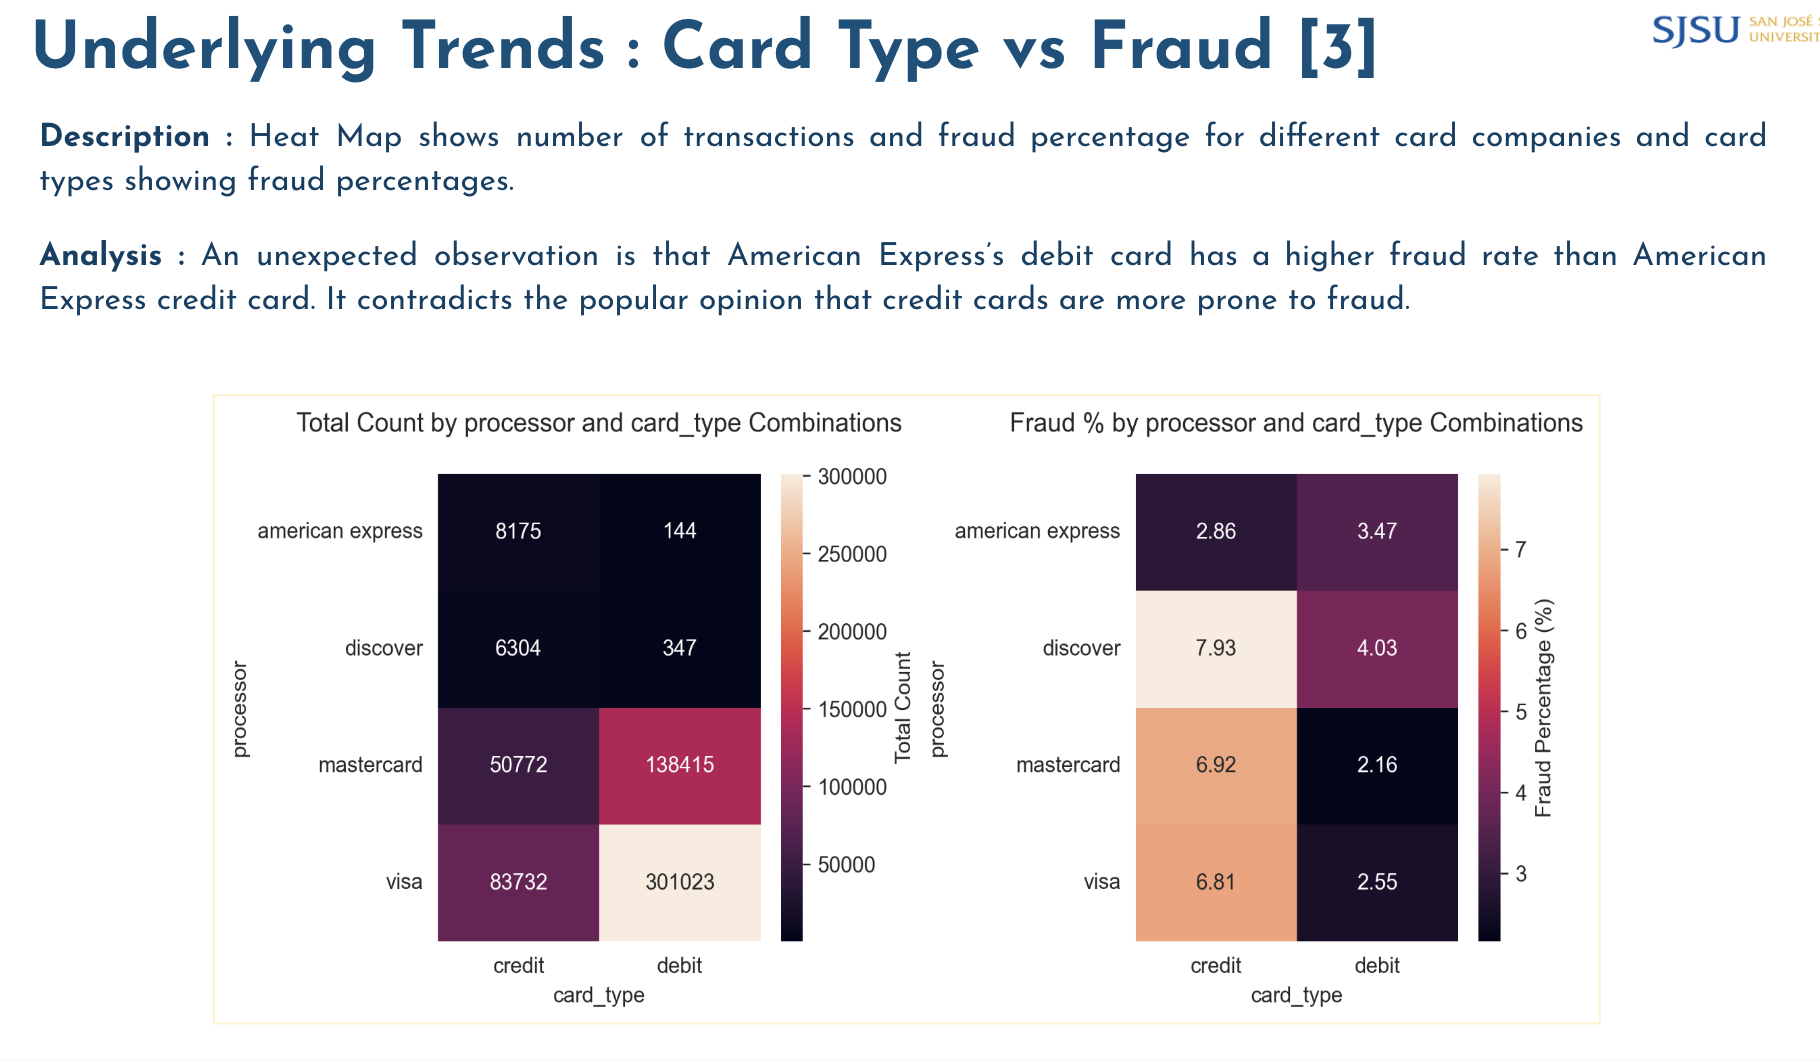 Underlying Trends : Card Type vs Fraud [3]
SJSU SAN JOSÉ
Description : Heat Map shows number of transactions and fraud percentage for different card companies and card
types showing fraud percentages.
Analysis : An unexpected observation is that American Express’s debit card has a higher fraud rate than American
Express credit card. It contradicts the popular opinion that credit cards are more prone to fraud.
Total Count by processor and card_type Combinations
processor
american express 8175 144
discover 6304 347
mastercard 50772 138415
visa 83732 301023
credit debit
card_type
300000
250000
200000
150000
100000
50000
Total Count
Fraud % by processor and card_type Combinations
processor
american express 2.86 3.47
discover 7.93 4.03
mastercard 6.92 2.16
visa 6.81 2.55
credit debit
card_type
7
6
5
4
3
Fraud Percentage (%)